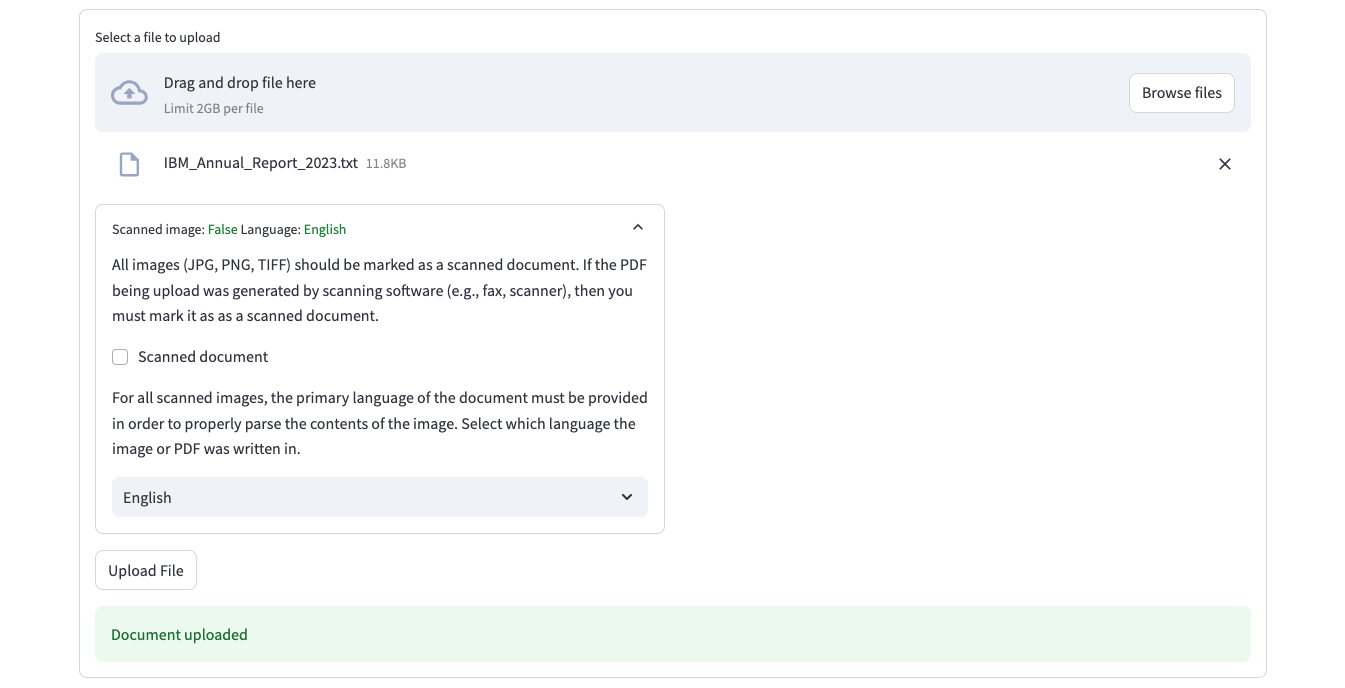 Select a file to upload
Drag and drop file here
Limit 2GB per file
Browse files
IBM_Annual_Report_2023.txt 11.8KB
Scanned image: False Language: English
All images (JPG, PNG, TIFF) should be marked as a scanned document. If the PDF
being upload was generated by scanning software (e.g., fax, scanner), then you
must mark it as as a scanned document.
Scanned document
For all scanned images, the primary language of the document must be provided
in order to properly parse the contents of the image. Select which language the
image or PDF was written in.
English
Upload File
Document uploaded